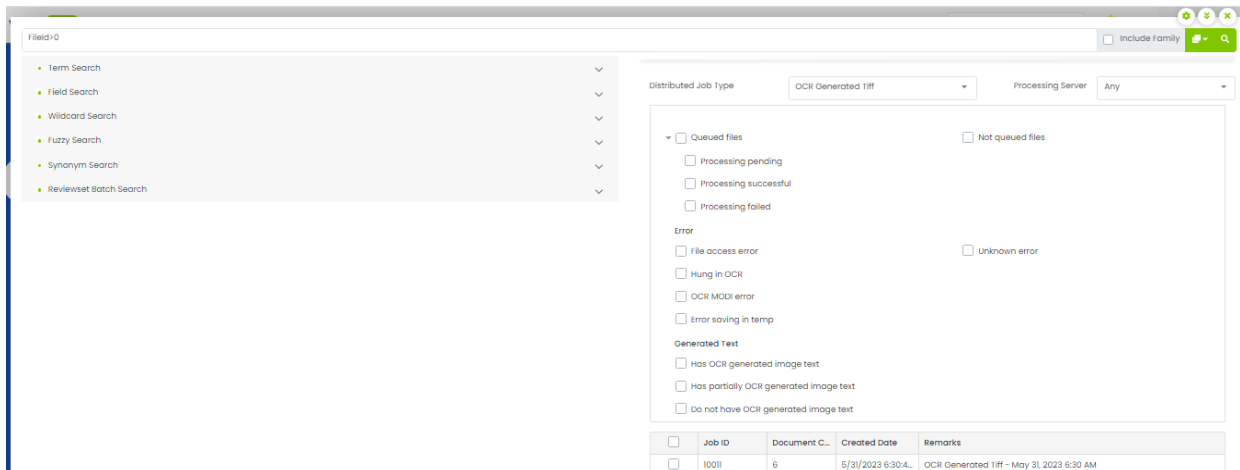 FileId>0
Include Family
Term Search
Field Search
Wildcard Search
Fuzzy Search
Synonym Search
Reviewset Batch Search
Distributed Job Type OCR Generated Tiff Processing Server Any
Queued files Not queued files
Processing pending
Processing successful
Processing failed
Error
File access error Unknown error
Hung in OCR
OCR MODI error
Error saving in temp
Generated Text
Has OCR generated image text
Has partially OCR generated image text
Do not have OCR generated image text
Job ID Document C... Created Date Remarks
10011 6 5/31/2023 6:30:4... OCR Generated Tiff - May 31, 2023 6:30 AM